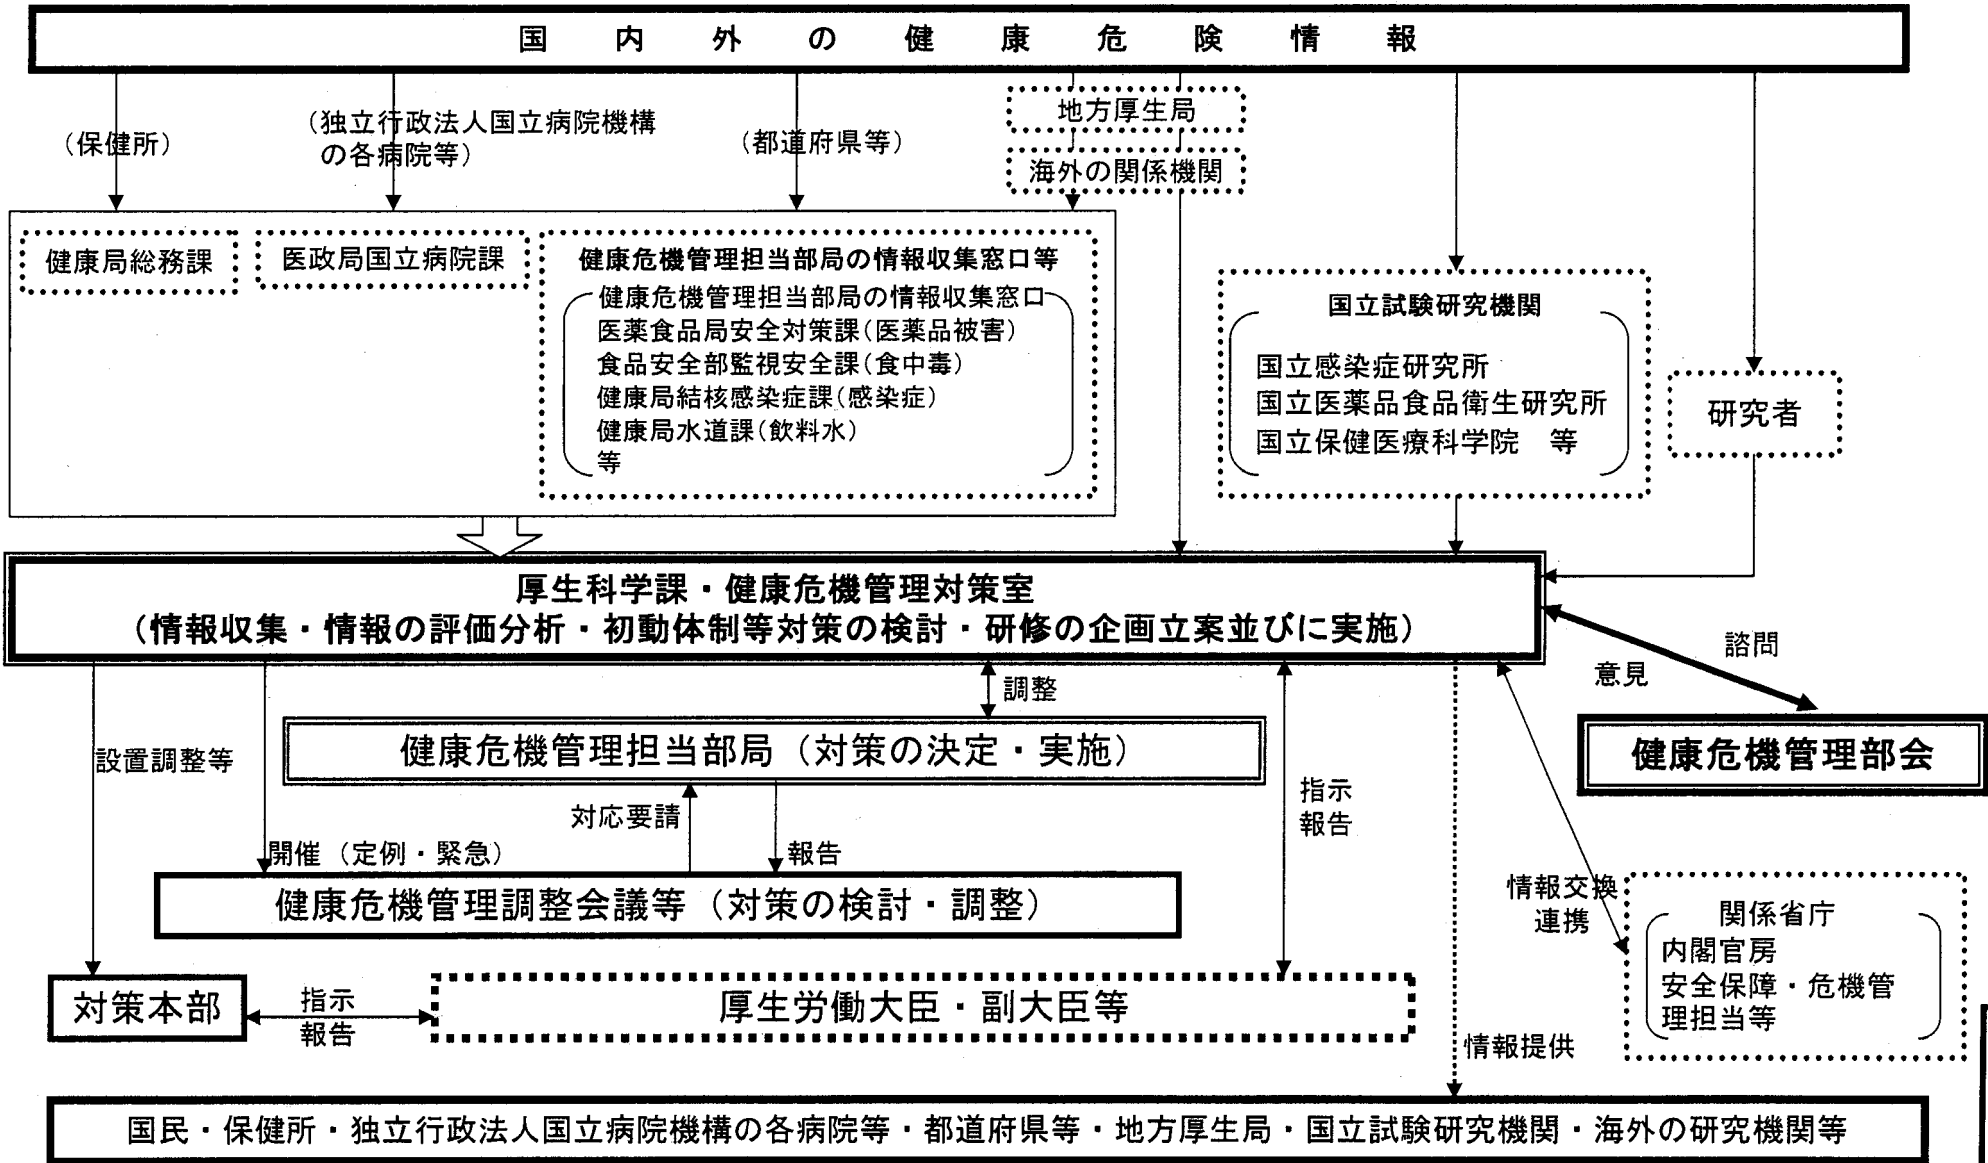 国内外の健康危険情報
(保健所)
(独立行政法人国立病院機構
の各病院等)
(都道府県等)
地方厚生局
海外の関係機関
健康局総務課
医政局国立病院課
健康危機管理担当部局の情報収集窓口等
健康危機管理担当部局の情報収集窓口
医薬食品局安全対策課(医薬品被害)
食品安全部監視安全課(食中毒)
健康局結核感染症課(感染症)
健康局水道課(飲料水)
等
国立試験研究機関
国立感染症研究所
国立医薬品食品衛生研究所
国立保健医療科学院 等
研究者
厚生科学課・健康危機管理対策室
(情報収集・情報の評価分析・初動体制等対策の検討・研修の企画立案並びに実施)
諮問
意見
調整
健康危機管理部会
設置調整等
健康危機管理担当部局(対策の決定・実施)
指示
報告
対応要請
報告
開催(定例・緊急)
健康危機管理調整会議等(対策の検討・調整)
情報交換
連携
関係省庁
内閣官房
安全保障・危機管
理担当等
対策本部
指示
報告
厚生労働大臣・副大臣等
情報提供
国民・保健所・独立行政法人国立病院機構の各病院等・都道府県等・地方厚生局・国立試験研究機関・海外の研究機関等